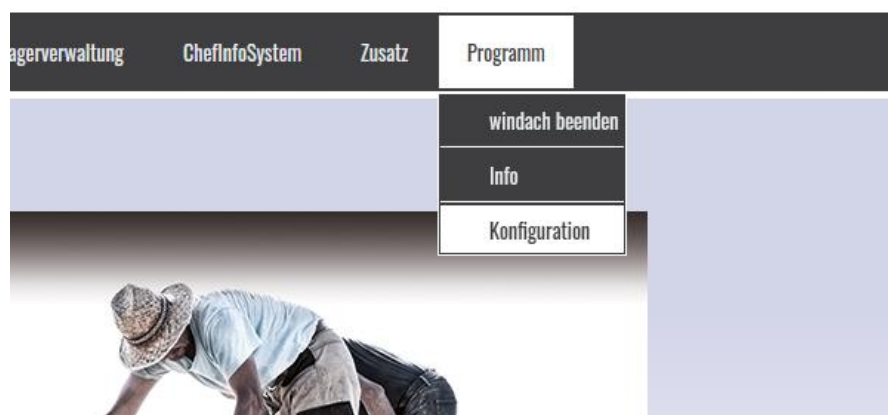 agerverwaltung ChefInfoSystem Zusatz Programm
windach beenden
Info
Konfiguration